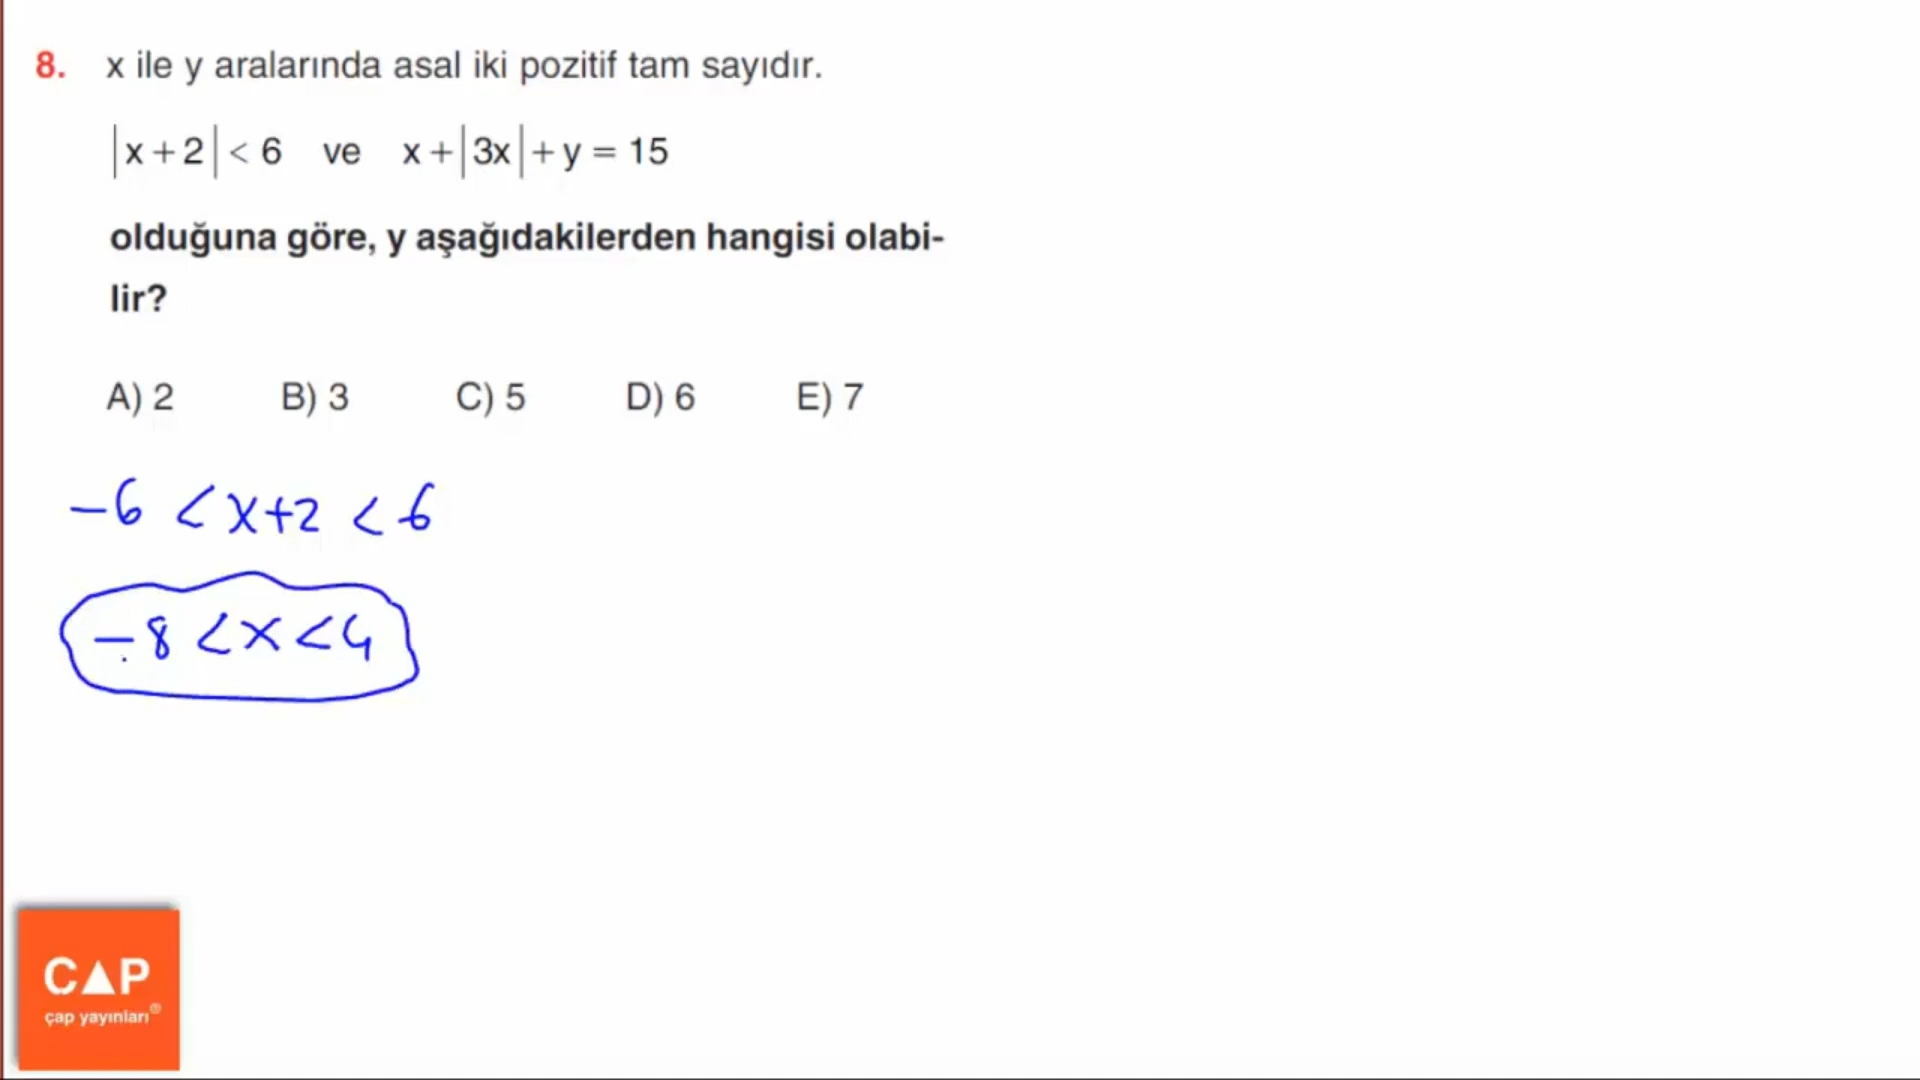 8. x ile y aralarında asal iki pozitif tam sayıdır.
|x+2| < 6 ve x+|3x|+y = 15
olduğuna göre, y aşağıdakilerden hangisi olabi-
lir?
A) 2 B) 3 C) 5 D) 6 E) 7
-6 < x+2 < 6
-8 < x < 4
CAP
çap yayınları®